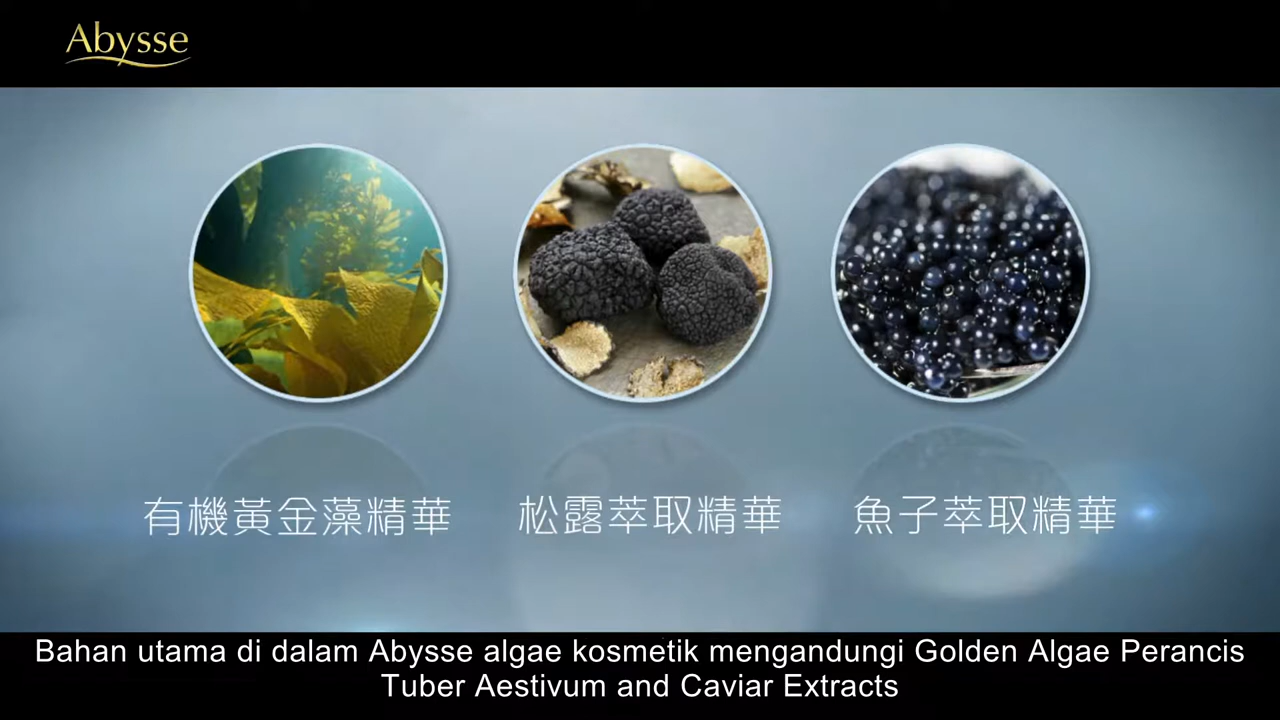 Abysse
有機黃金藻精華
松露萃取精華
魚子萃取精華
Bahan utama di dalam Abysse algae kosmetik mengandungi Golden Algae Perancis
Tuber Aestivum and Caviar Extracts